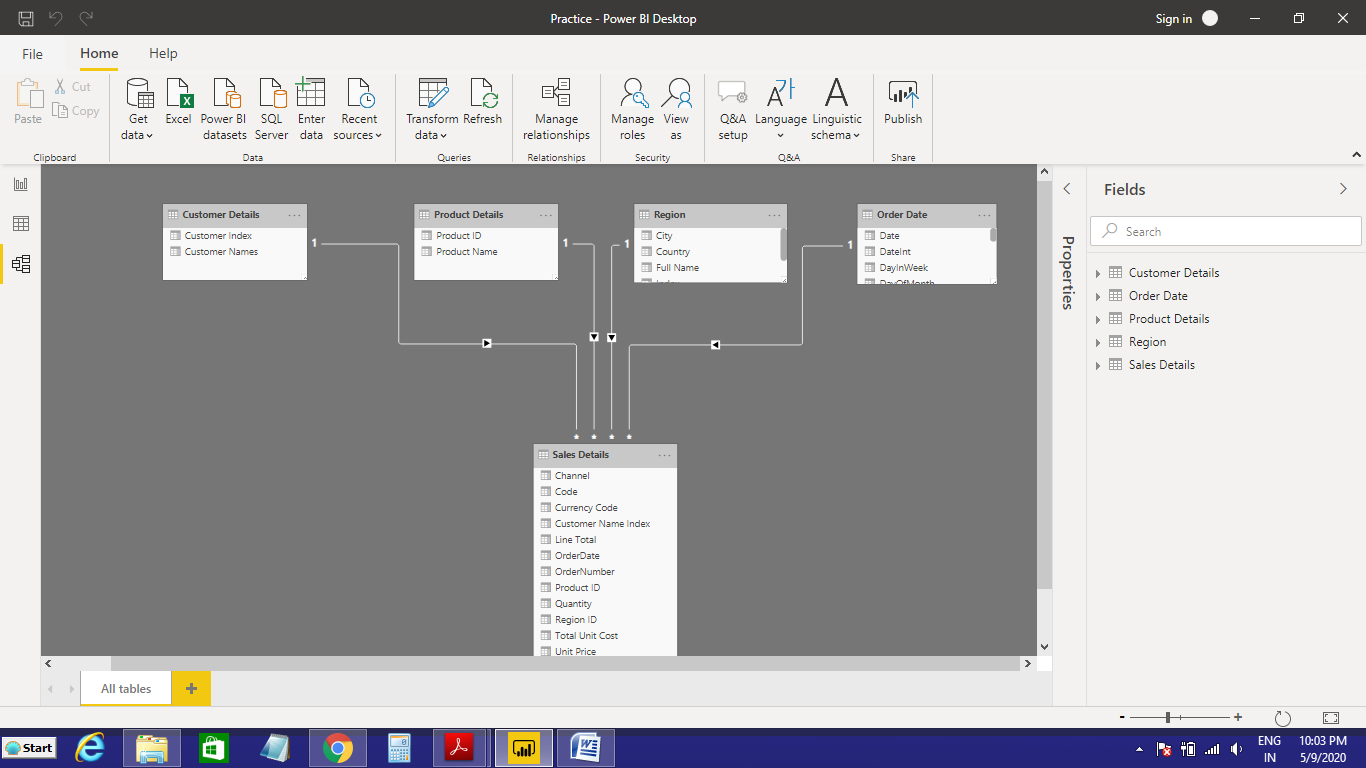 Practice - Power BI Desktop
Sign in
File
Home
Help
Paste
Cut
Copy
Get data
Excel
Power BI datasets
SQL Server
Enter data
Recent sources
Transform data
Refresh
Manage relationships
Manage roles
View as
Q&A setup
Language
Linguistic schema
Publish
Clipboard
Data
Queries
Relationships
Security
Q&A
Share
Customer Details
Customer Index
Customer Names
1
Product Details
Product ID
Product Name
1
Region
City
Country
Full Name
Index
1
Order Date
Date
DateInt
DayInWeek
DayOfMonth
1
* * * *
Sales Details
Channel
Code
Currency Code
Customer Name Index
Line Total
OrderDate
OrderNumber
Product ID
Quantity
Region ID
Total Unit Cost
Unit Price
Properties
Fields
Search
Customer Details
Order Date
Product Details
Region
Sales Details
All tables
Start
ENG
IN
10:03 PM
5/9/2020